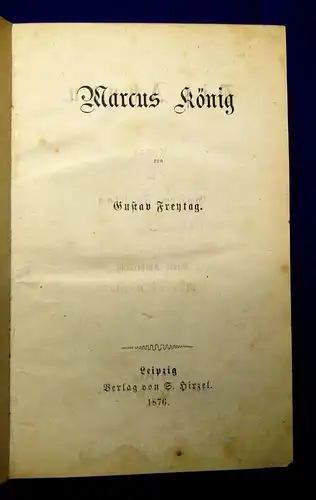 Marcus König
von
Gustav Freytag.
Leipzig
Verlag von S. Hirzel.
1876.